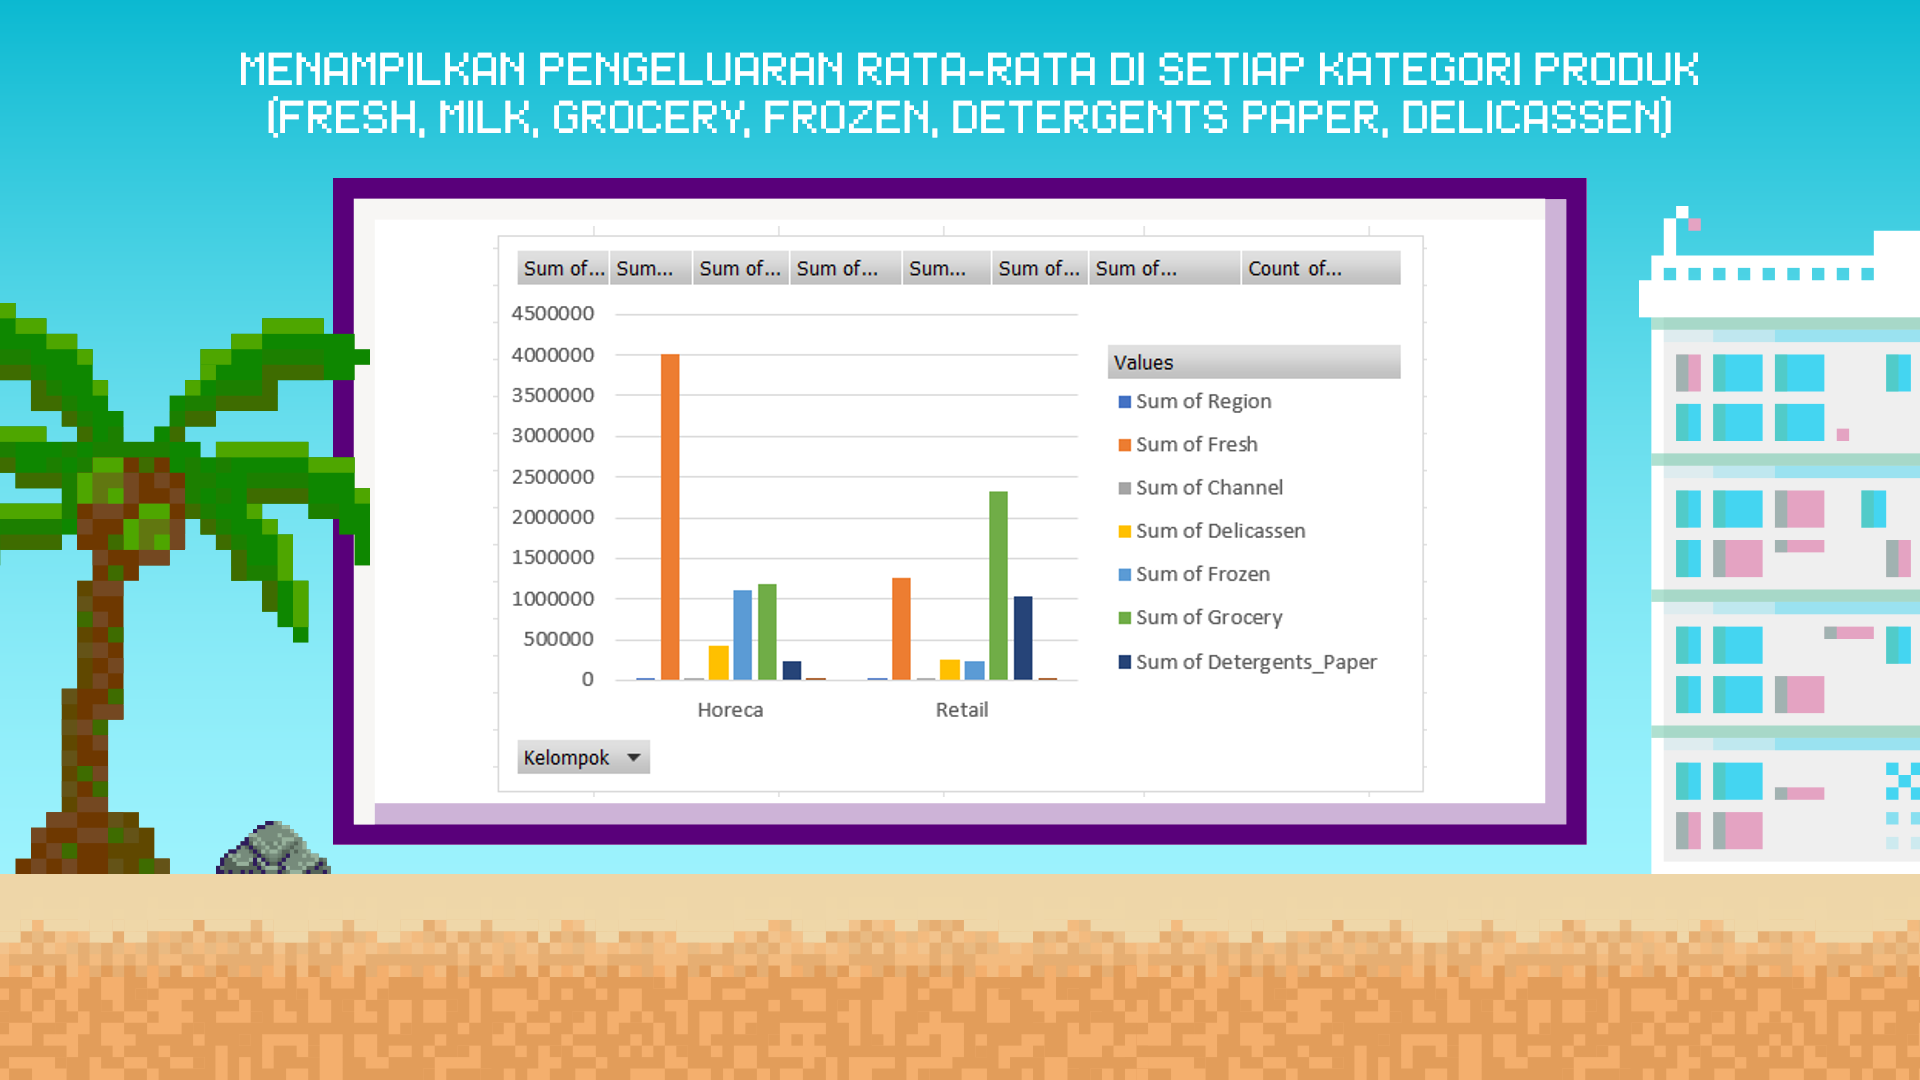 MENAMPILKAN PENGELUARAN RATA-RATA DI SETIAP KATEGORI PRODUK
(FRESH, MILK, GROCERY, FROZEN, DETERGENTS PAPER, DELICASSEN)
Sum of... Sum... Sum of... Sum of... Sum... Sum of... Sum of... Count of...
4500000
4000000
3500000
3000000
2500000
2000000
1500000
1000000
500000
0
Horeca Retail
Values
Sum of Region
Sum of Fresh
Sum of Channel
Sum of Delicassen
Sum of Frozen
Sum of Grocery
Sum of Detergents_Paper
Kelompok